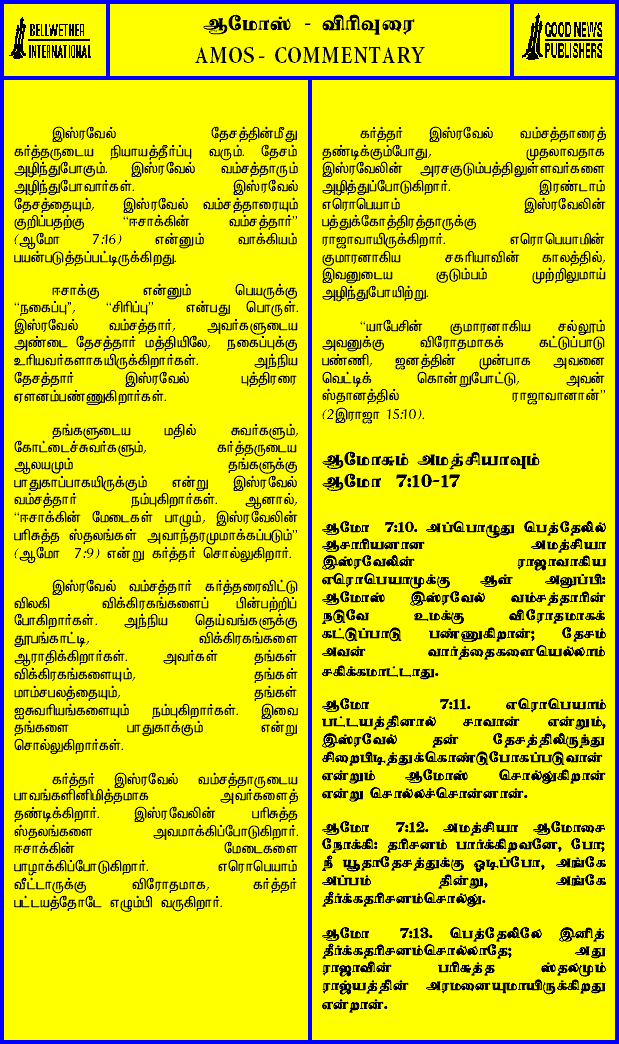 BELLWETHER
INTERNATIONAL
ஆமோஸ் - விரிவுரை
AMOS - COMMENTARY
GOOD NEWS
PUBLISHERS
இஸ்ரவேல் தேசத்தின்மீது
கர்த்தருடைய நியாயத்தீர்ப்பு வரும். தேசம்
அழிந்துபோகும். இஸ்ரவேல் வம்சத்தாரும்
அழிந்துபோவார்கள். இஸ்ரவேல்
தேசத்தையும், இஸ்ரவேல் வம்சத்தாரையும்
குறிப்பதற்கு “ஈசாக்கின் வம்சத்தார்”
(ஆமோ 7:16) என்னும் வாக்கியம்
பயன்படுத்தப்பட்டிருக்கிறது.
ஈசாக்கு என்னும் பெயருக்கு
“நகைப்பு”, “சிரிப்பு” என்பது பொருள்.
இஸ்ரவேல் வம்சத்தார், அவர்களுடைய
அண்டை தேசத்தார் மத்தியிலே, நகைப்புக்கு
உரியவர்களாகயிருக்கிறார்கள். அந்நிய
தேசத்தார் இஸ்ரவேல் புத்திரரை
ஏளனம்பண்ணுகிறார்கள்.
தங்களுடைய மதில் சுவர்களும்,
கோட்டைச்சுவர்களும், கர்த்தருடைய
ஆலயமும் தங்களுக்கு
பாதுகாப்பாகயிருக்கும் என்று இஸ்ரவேல்
வம்சத்தார் நம்புகிறார்கள். ஆனால்,
“ஈசாக்கின் மேடைகள் பாழும், இஸ்ரவேலின்
பரிசுத்த ஸ்தலங்கள் அவாந்தரமுமாக்கப்படும்”
(ஆமோ 7:9) என்று கர்த்தர் சொல்லுகிறார்.
இஸ்ரவேல் வம்சத்தார் கர்த்தரைவிட்டு
விலகி விக்கிரகங்களைப் பின்பற்றிப்
போகிறார்கள். அந்நிய தெய்வங்களுக்கு
தூபங்காட்டி, விக்கிரகங்களை
ஆராதிக்கிறார்கள். அவர்கள் தங்கள்
விக்கிரகங்களையும், தங்கள்
மாம்சபலத்தையும், தங்கள்
ஐசுவரியங்களையும் நம்புகிறார்கள். இவை
தங்களை பாதுகாக்கும் என்று
சொல்லுகிறார்கள்.
கர்த்தர் இஸ்ரவேல் வம்சத்தாருடைய
பாவங்களினிமித்தமாக அவர்களைத்
தண்டிக்கிறார். இஸ்ரவேலின் பரிசுத்த
ஸ்தலங்களை அவமாக்கிப்போடுகிறார்.
ஈசாக்கின் மேடைகளை
பாழாக்கிப்போடுகிறார். எரொபெயாம்
வீட்டாருக்கு விரோதமாக, கர்த்தர்
பட்டயத்தோடே எழும்பி வருகிறார்.
கர்த்தர் இஸ்ரவேல் வம்சத்தாரைத்
தண்டிக்கும்போது, முதலாவதாக
இஸ்ரவேலின் அரசகுடும்பத்திலுள்ளவர்களை
அழித்துப்போடுகிறார். இரண்டாம்
எரொபெயாம் இஸ்ரவேலின்
பத்துக்கோத்திரத்தாருக்கு
ராஜாவாயிருக்கிறார். எரொபெயாமின்
குமாரனாகிய சகரியாவின் காலத்தில்,
இவனுடைய குடும்பம் முற்றிலுமாய்
அழிந்துபோயிற்று.
“யாபேசின் குமாரனாகிய சல்லூம்
அவனுக்கு விரோதமாகக் கட்டுப்பாடு
பண்ணி, ஜனத்தின் முன்பாக அவனை
வெட்டிக் கொன்றுபோட்டு, அவன்
ஸ்தானத்தில் ராஜாவானான்”
(2இராஜா 15:10).
ஆமோசும் அமத்சியாவும்
ஆமோ 7:10-17
ஆமோ 7:10. அப்பொழுது பெத்தேலில்
ஆசாரியனான அமத்சியா
இஸ்ரவேலின் ராஜாவாகிய
எரொபெயாமுக்கு ஆள் அனுப்பி:
ஆமோஸ் இஸ்ரவேல் வம்சத்தாரின்
நடுவே உமக்கு விரோதமாகக்
கட்டுப்பாடு பண்ணுகிறான்; தேசம்
அவன் வார்த்தைகளையெல்லாம்
சகிக்கமாட்டாது.
ஆமோ 7:11. எரொபெயாம்
பட்டயத்தினால் சாவான் என்றும்,
இஸ்ரவேல் தன் தேசத்திலிருந்து
சிறைபிடித்துக்கொண்டுபோகப்படுவான்
என்றும் ஆமோஸ் சொல்லுகிறான்
என்று சொல்லச்சொன்னான்.
ஆமோ 7:12. அமத்சியா ஆமோசை
நோக்கி: தரிசனம் பார்க்கிறவனே, போ;
நீ யூதாதேசத்துக்கு ஓடிப்போ, அங்கே
அப்பம் தின்று, அங்கே
தீர்க்கதரிசனம்சொல்லு.
ஆமோ 7:13. பெத்தேலிலே இனித்
தீர்க்கதரிசனம்சொல்லாதே; அது
ராஜாவின் பரிசுத்த ஸ்தலமும்
ராஜ்யத்தின் அரமனையுமாயிருக்கிறது
என்றான்.